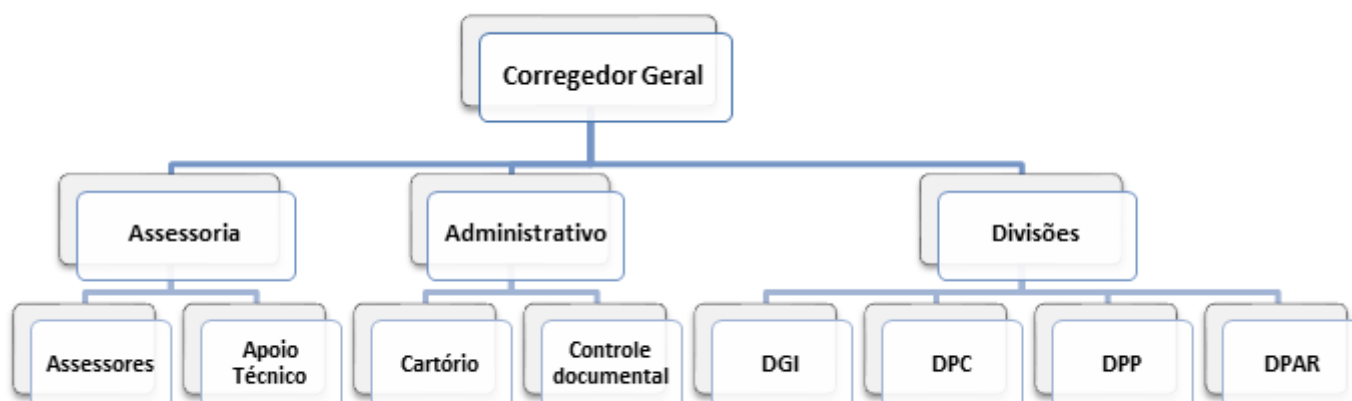 Corregedor Geral
Assessoria
Administrativo
Divisões
Assessores
Apoio
Técnico
Cartório
Controle
documental
DGI
DPC
DPP
DPAR